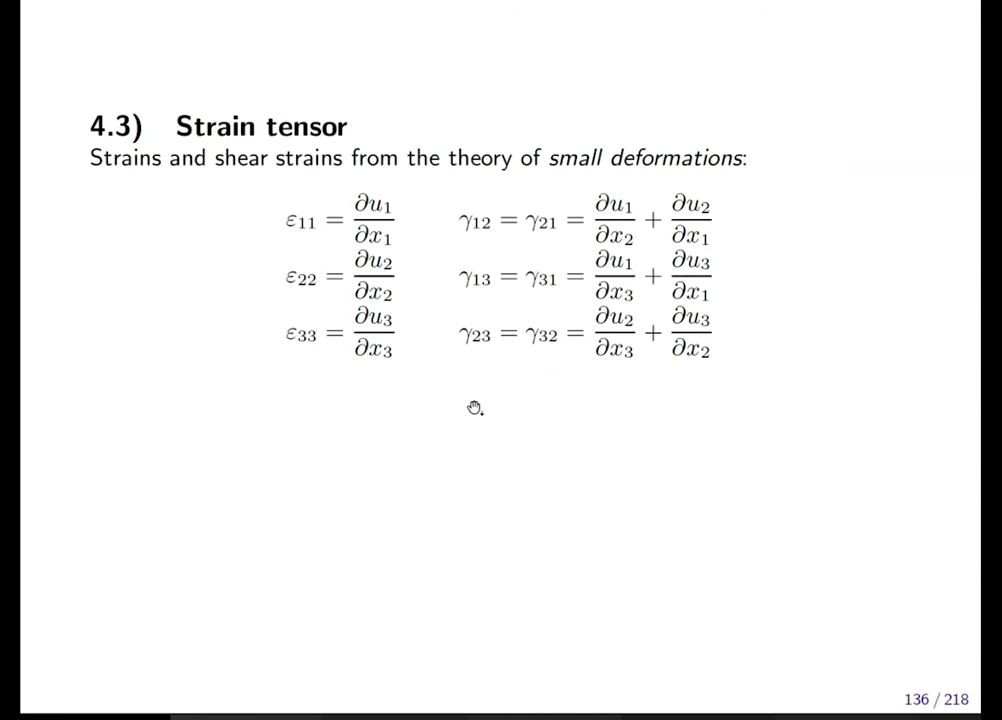 4.3) Strain tensor
Strains and shear strains from the theory of small deformations:
ε₁₁ = ∂u₁/∂x₁ γ₁₂ = γ₂₁ = ∂u₁/∂x₂ + ∂u₂/∂x₁
ε₂₂ = ∂u₂/∂x₂ γ₁₃ = γ₃₁ = ∂u₁/∂x₃ + ∂u₃/∂x₁
ε₃₃ = ∂u₃/∂x₃ γ₂₃ = γ₃₂ = ∂u₂/∂x₃ + ∂u₃/∂x₂
136 / 218